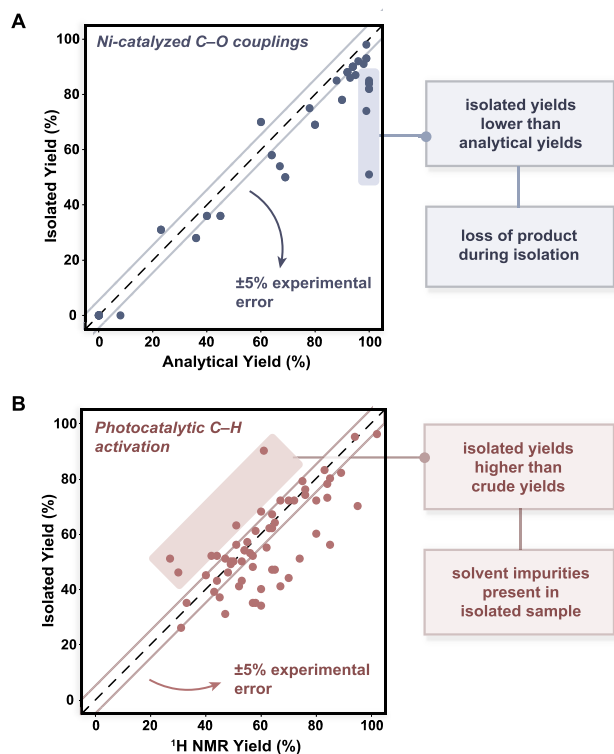 A
Ni-catalyzed C–O couplings
100
80
60
40
20
0
Isolated Yield (%)
0 20 40 60 80 100
Analytical Yield (%)
±5% experimental
error
isolated yields
lower than
analytical yields
loss of product
during isolation
B
Photocatalytic C–H
activation
100
80
60
40
20
0
Isolated Yield (%)
0 20 40 60 80 100
¹H NMR Yield (%)
±5% experimental
error
isolated yields
higher than
crude yields
solvent impurities
present in
isolated sample